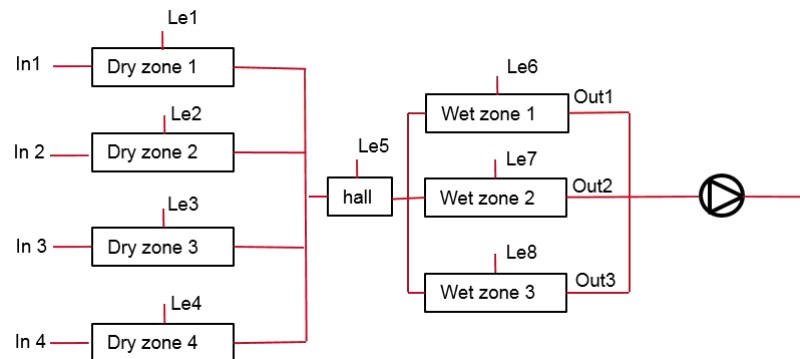 Le1
In1
Dry zone 1
Le2
In 2
Dry zone 2
Le3
In 3
Dry zone 3
Le4
In 4
Dry zone 4
Le5
hall
Le6
Wet zone 1
Out1
Le7
Wet zone 2
Out2
Le8
Wet zone 3
Out3